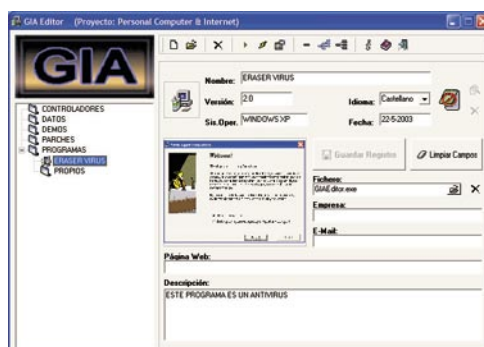 GIA Editor (Proyecto: Personal Computer & Internet)
GIA
CONTROLADORES
DATOS
DEMOS
PARCHES
PROGRAMAS
ERASER VIRUS
PROPIOS
Nombre: ERASER VIRUS
Versión: 2.0
Idioma: Castellano
Sis.Oper. WINDOWS XP
Fecha: 22-5-2003
Welcome!
Guardar Registro
Limpiar Campos
Fichero:
GIAEditor.exe
Empresa:
E-Mail:
Página Web:
Descripción:
ESTE PROGRAMA ES UN ANTIVIRUS